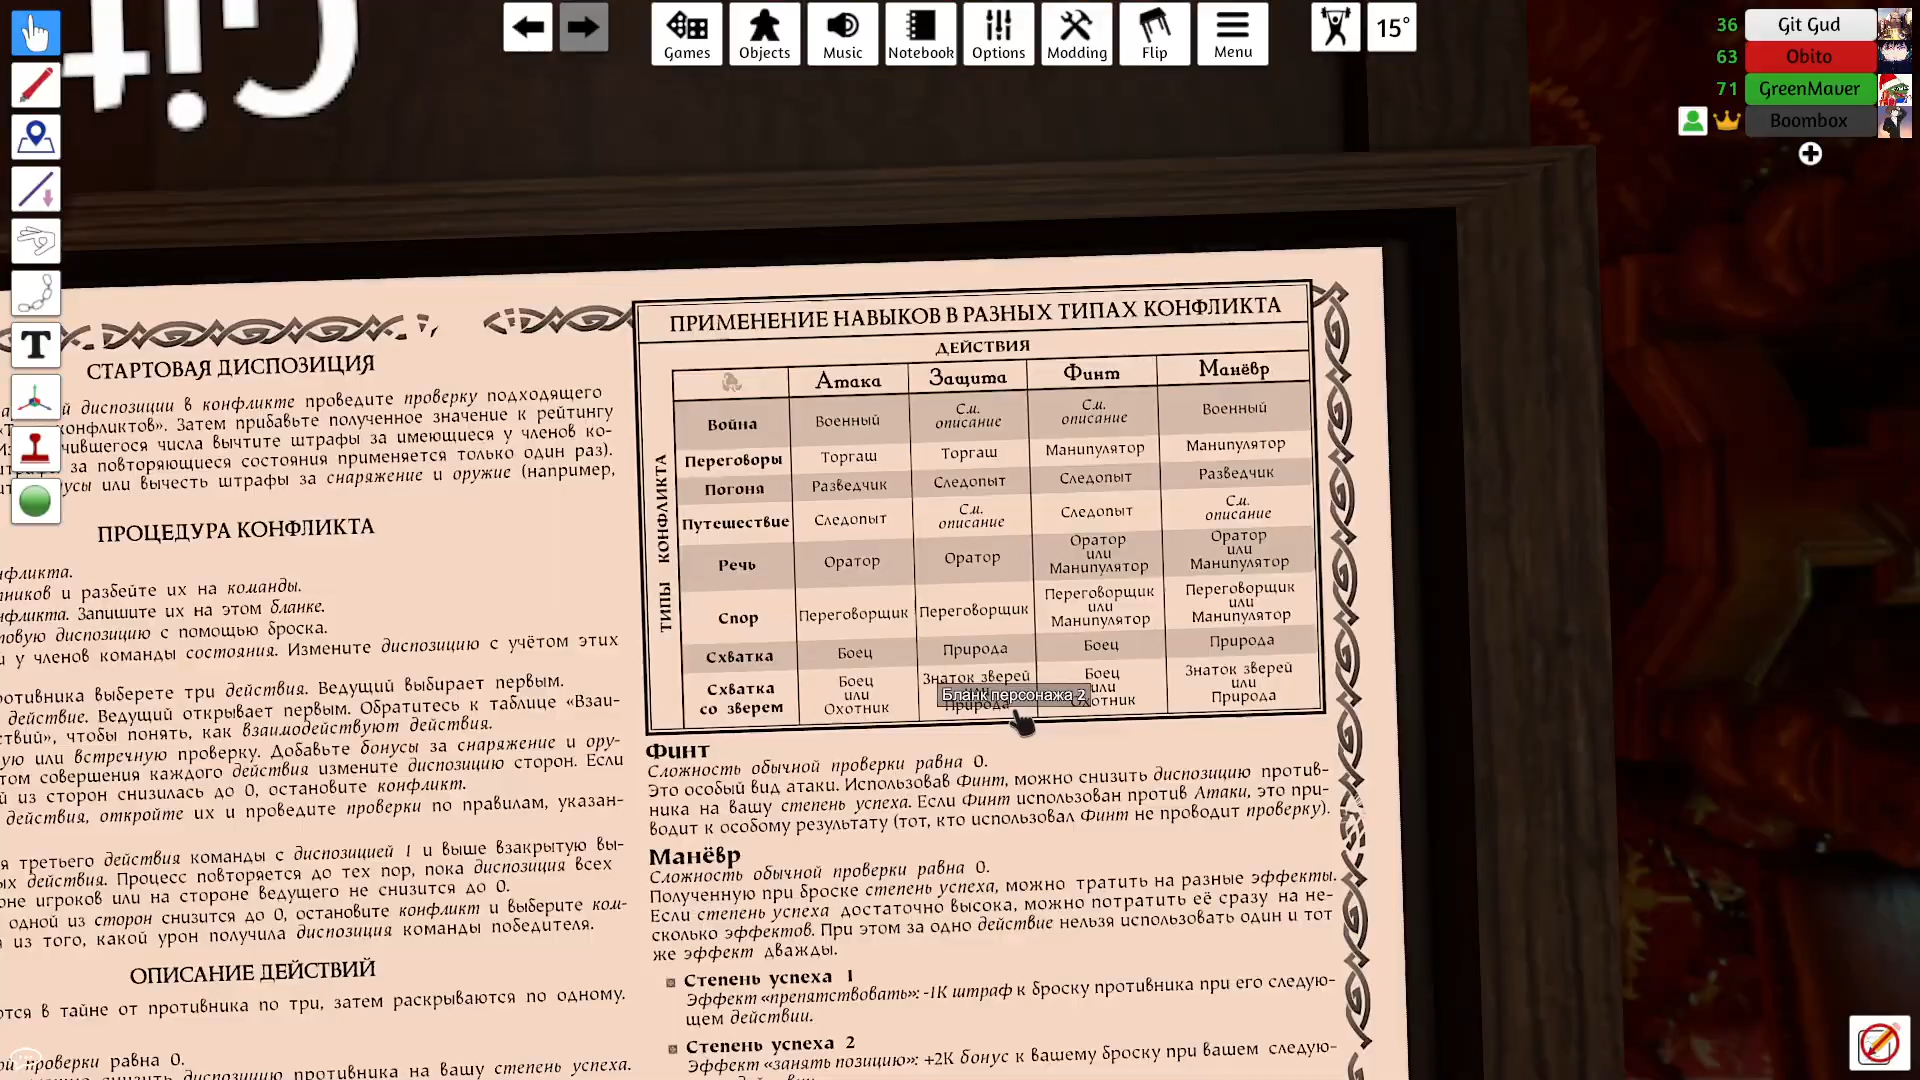 Games
Objects
Music
Notebook
Options
Modding
Flip
Menu
15°
36 Git Gud
63 Obito
71 GreenMaver
Boombox
T
СТАРТОВАЯ ДИСПОЗИЦИЯ
диспозиции в конфликте проведите проверку подходящего
конфликтов». Затем прибавьте полученное значение к рейтингу
чившегося числа вычтите штрафы за имеющиеся у членов ко-
за повторяющиеся состояния применяется только один раз).
или вычесть штрафы за снаряжение и оружие (например,
ПРОЦЕДУРА КОНФЛИКТА
нфликта.
ников и разбейте их на команды.
нфликта. Запишите их на этом бланке.
товую диспозицию с помощью броска.
и у членов команды состояния. Измените диспозицию с учётом этих
ротивника выберете три действия. Ведущий выбирает первым.
действие. Ведущий открывает первым. Обратитесь к таблице «Взаи-
ствий», чтобы понять, как взаимодействуют действия.
ую или встречную проверку. Добавьте бонусы за снаряжение и ору-
том совершения каждого действия измените диспозицию сторон. Если
й из сторон снизилась до 0, остановите конфликт.
действия, откройте их и проведите проверки по правилам, указан-
я третьего действия команды с диспозицией 1 и выше взакрытую вы-
ых действия. Процесс повторяется до тех пор, пока диспозиция всех
оне игроков или на стороне ведущего не снизится до 0.
одной из сторон снизится до 0, остановите конфликт и выберите ком-
я из того, какой урон получила диспозиция команды победителя.
ОПИСАНИЕ ДЕЙСТВИЙ
ются в тайне от противника по три, затем раскрываются по одному.
ой проверки равна 0.
диспозицию противника на вашу степень успеха.
ПРИМЕНЕНИЕ НАВЫКОВ В РАЗНЫХ ТИПАХ КОНФЛИКТА
ДЕЙСТВИЯ
ТИПЫ КОНФЛИКТА
Атака Защита Финт Манёвр
Война Военный См. описание См. описание Военный
Переговоры Торгаш Торгаш Манипулятор Манипулятор
Погоня Разведчик Следопыт Следопыт Разведчик
Путешествие Следопыт См. описание Следопыт См. описание
Речь Оратор Оратор Оратор или Манипулятор Оратор или Манипулятор
Спор Переговорщик Переговорщик Переговорщик или Манипулятор Переговорщик или Манипулятор
Схватка Боец Природа Боец Природа
Схватка со зверем Боец или Охотник Знаток зверей Природа Боец или Охотник Знаток зверей или Природа
Бланк персонажа 2
Финт
Сложность обычной проверки равна 0.
Это особый вид атаки. Использовав Финт, можно снизить диспозицию против-
ника на вашу степень успеха. Если Финт использован против Атаки, это при-
водит к особому результату (тот, кто использовал Финт не проводит проверку).
Манёвр
Сложность обычной проверки равна 0.
Полученную при броске степень успеха, можно тратить на разные эффекты.
Если степень успеха достаточно высока, можно потратить её сразу на не-
сколько эффектов. При этом за одно действие нельзя использовать один и тот
же эффект дважды.
Степень успеха 1
Эффект «препятствовать»: -1К штраф к броску противника при его следую-
щем действии.
Степень успеха 2
Эффект «занять позицию»: +2К бонус к вашему броску при вашем следую-